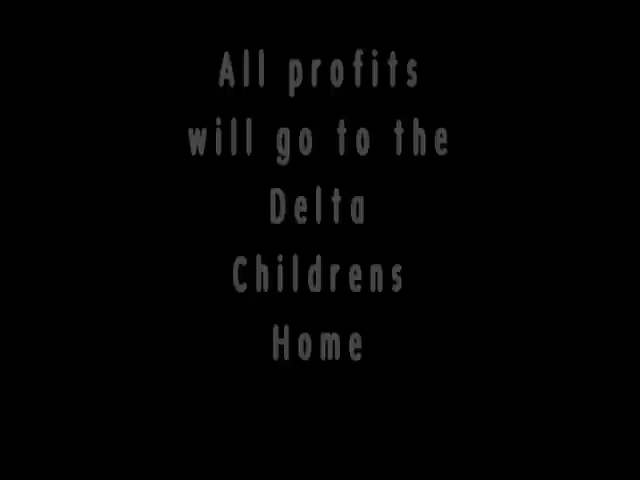 All profits
will go to the
Delta
Childrens
Home